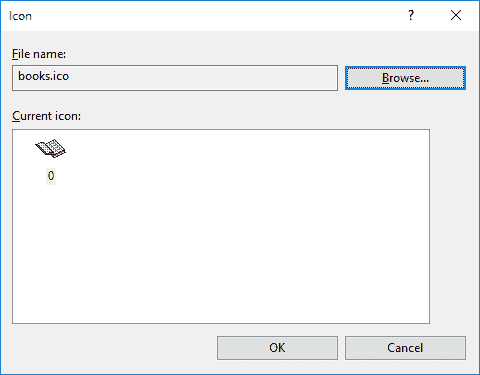 Icon
?
File name:
books.ico
Browse...
Current icon:
0
OK
Cancel